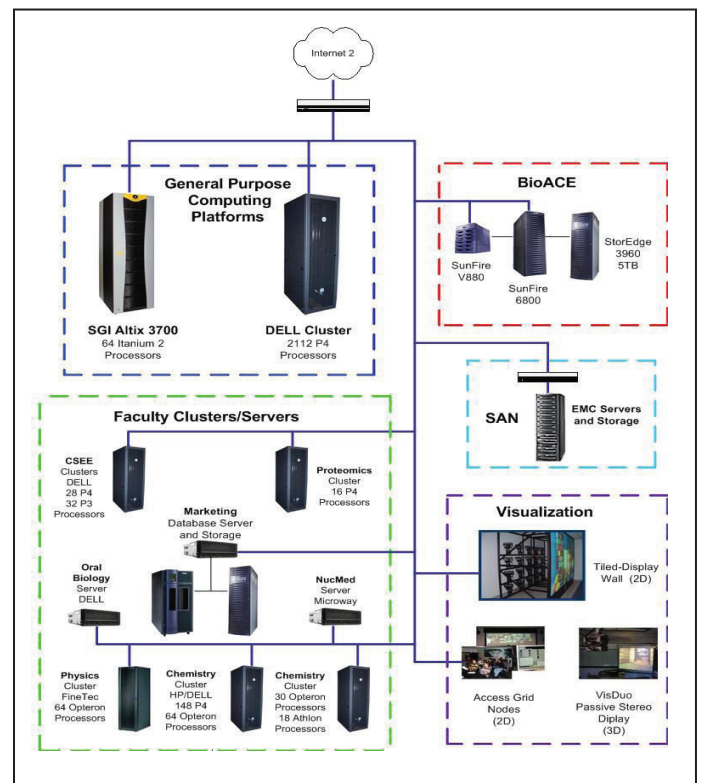 Internet 2
General Purpose
Computing
Platforms
SGI Altix 3700
64 Itanium 2
Processors
DELL Cluster
2112 P4
Processors
BioACE
SunFire
V880
SunFire
6800
StorEdge
3960
5TB
SAN
EMC Servers
and Storage
Faculty Clusters/Servers
CSEE
Clusters
DELL
28 P4
32 P3
Processors
Proteomics
Cluster
16 P4
Processors
Marketing
Database Server
and Storage
Oral
Biology
Server
DELL
NucMed
Server
Microway
Physics
Cluster
FineTec
64 Opteron
Processors
Chemistry
Cluster
HP/DELL
148 P4
64 Opteron
Processors
Chemistry
Cluster
30 Opteron
Processors
18 Athlon
Processors
Visualization
Tiled-Display
Wall (2D)
Access Grid
Nodes
(2D)
VisDuo
Passive Stereo
Diplay
(3D)